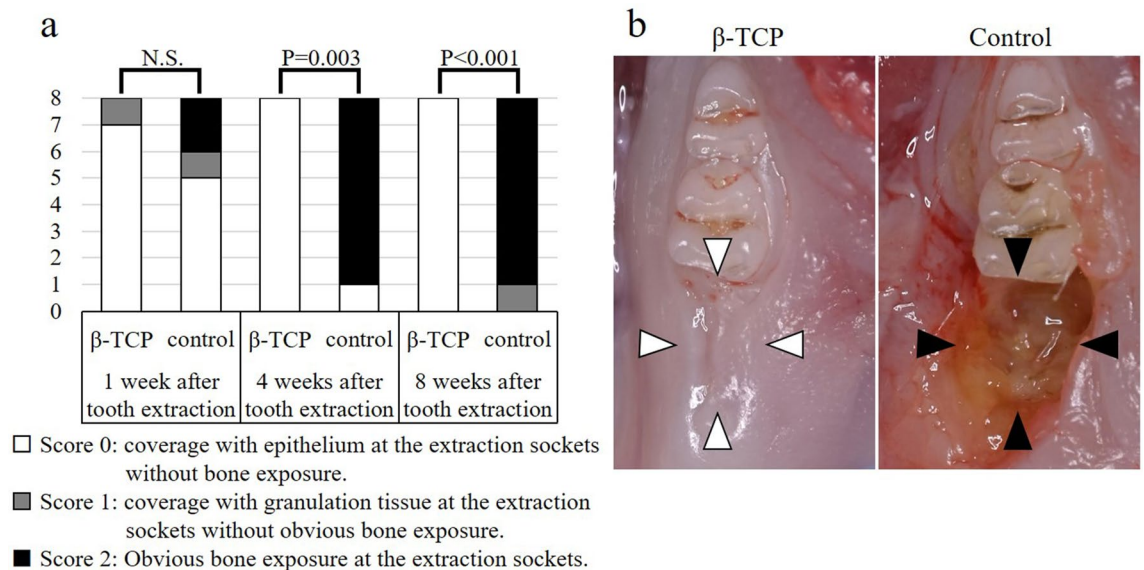 a
N.S.
P=0.003
P<0.001
8
7
6
5
4
3
2
1
0
β-TCP control
β-TCP control
β-TCP control
1 week after
tooth extraction
4 weeks after
tooth extraction
8 weeks after
tooth extraction
Score 0: coverage with epithelium at the extraction sockets
without bone exposure.
Score 1: coverage with granulation tissue at the extraction
sockets without obvious bone exposure.
Score 2: Obvious bone exposure at the extraction sockets.
b
β-TCP
Control